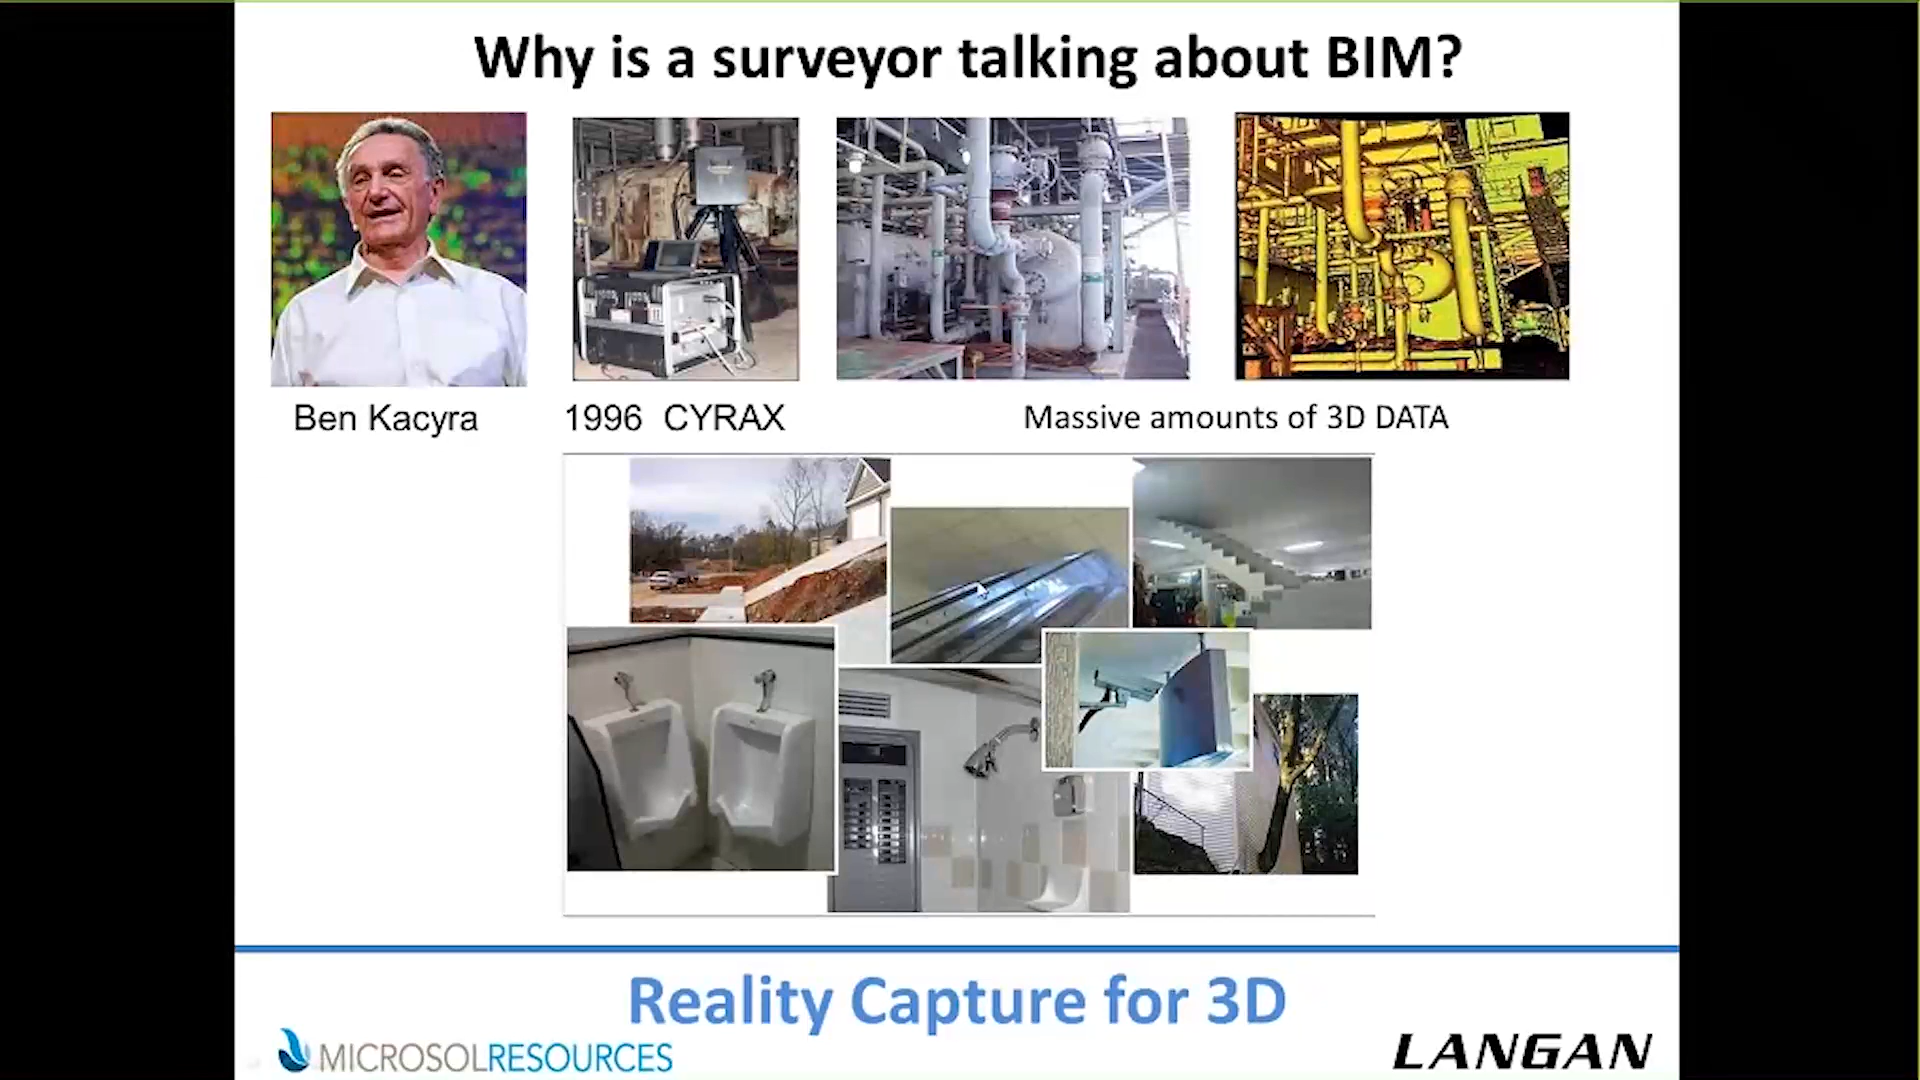 Why is a surveyor talking about BIM?
Ben Kacyra
1996 CYRAX
Massive amounts of 3D DATA
Reality Capture for 3D
MICROSOLRESOURCES
LANGAN